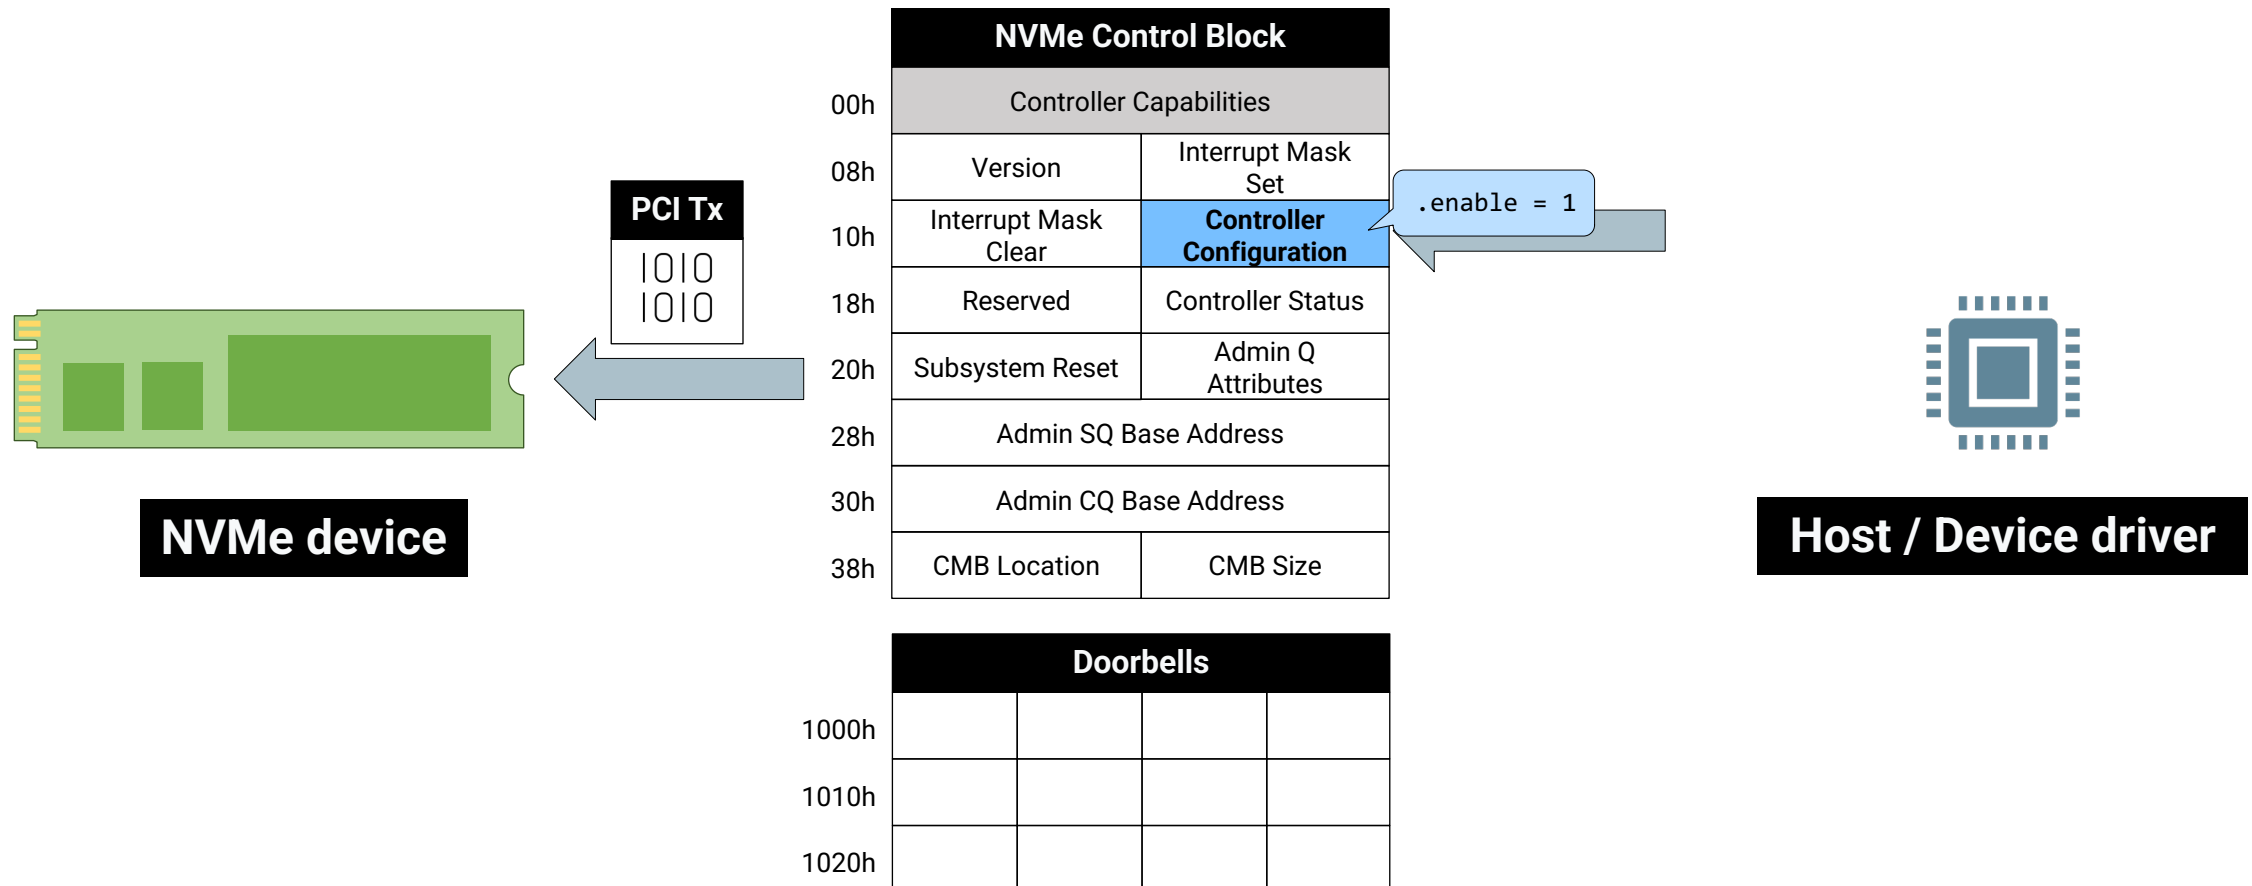 NVMe Control Block
00h
Controller Capabilities
08h
Version
Interrupt Mask
Set
10h
Interrupt Mask
Clear
Controller
Configuration
.enable = 1
18h
Reserved
Controller Status
20h
Subsystem Reset
Admin Q
Attributes
28h
Admin SQ Base Address
30h
Admin CQ Base Address
38h
CMB Location
CMB Size
PCI Tx
1010
1010
NVMe device
Host / Device driver
Doorbells
1000h
1010h
1020h